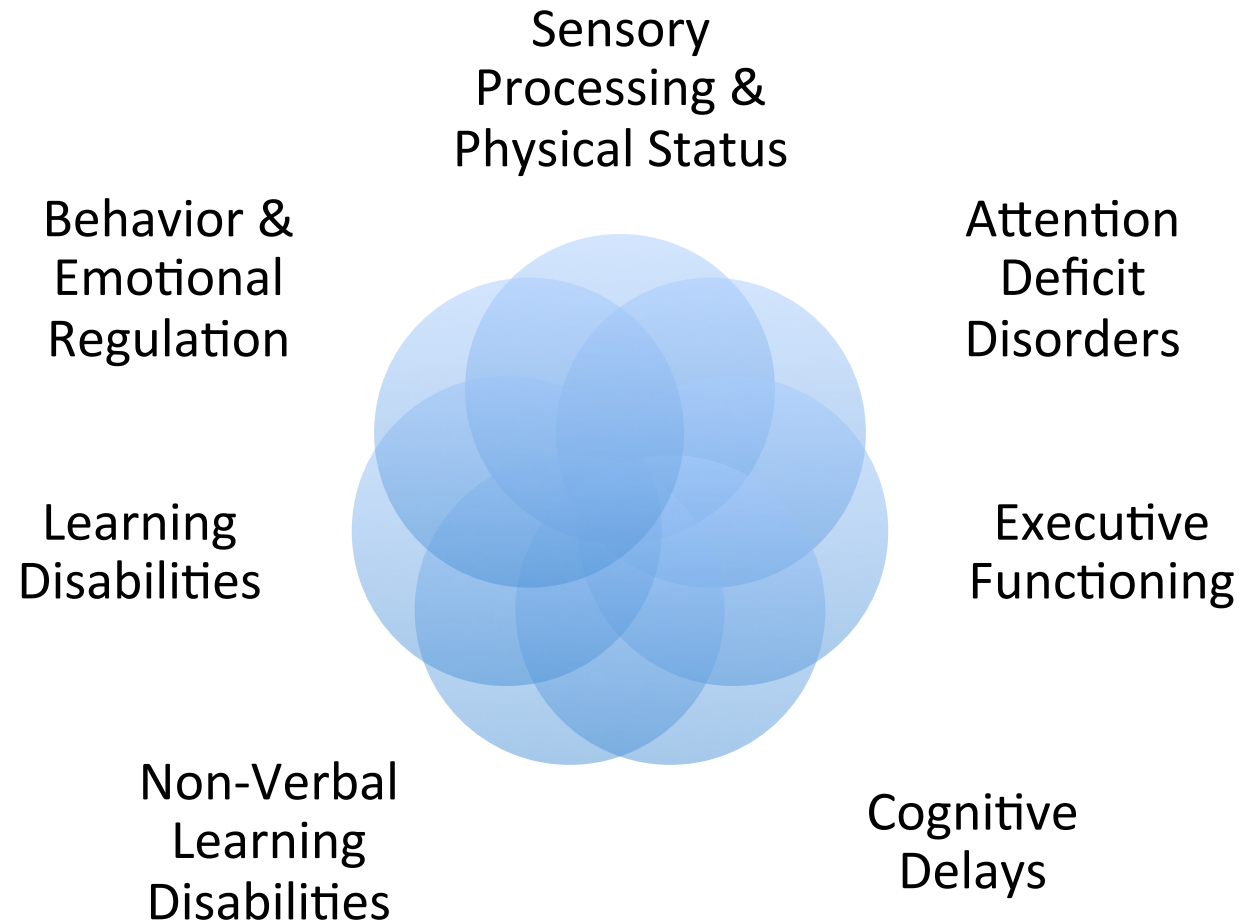 Sensory
Processing &
Physical Status
Attention
Deficit
Disorders
Executive
Functioning
Cognitive
Delays
Non-Verbal
Learning
Disabilities
Learning
Disabilities
Behavior &
Emotional
Regulation